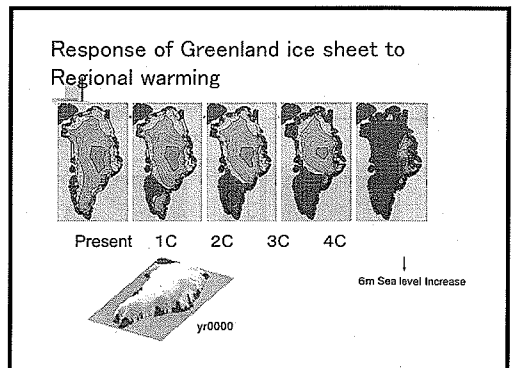 Response of Greenland ice sheet to
Regional warming
Present 1C 2C 3C 4C
6m Sea level Increase
yr0000